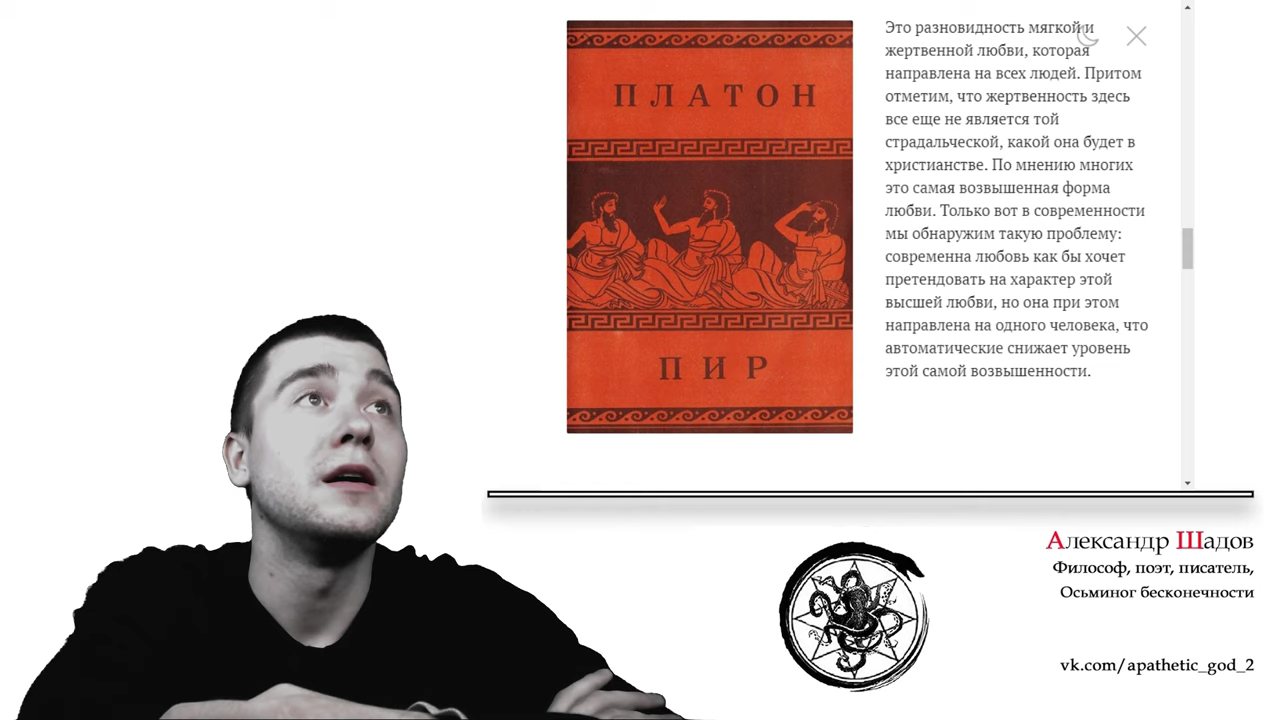 ПЛАТОН
ПИР
Это разновидность мягкой и
жертвенной любви, которая
направлена на всех людей. Притом
отметим, что жертвенность здесь
все еще не является той
страдальческой, какой она будет в
христианстве. По мнению многих
это самая возвышенная форма
любви. Только вот в современности
мы обнаружим такую проблему:
современна любовь как бы хочет
претендовать на характер этой
высшей любви, но она при этом
направлена на одного человека, что
автоматические снижает уровень
этой самой возвышенности.
Александр Шадов
Философ, поэт, писатель,
Осьминог бесконечности
vk.com/apathetic_god_2